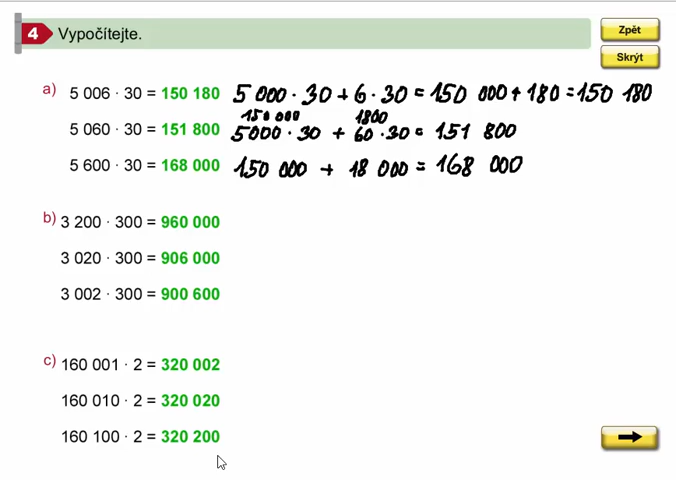 4 Vypočítejte.
Zpět
Skrýt
a) 5 006 · 30 = 150 180 5 000 · 30 + 6 · 30 = 150 000 + 180 = 150 180
150 000 1800
5 060 · 30 = 151 800 5000 · 30 + 60 · 30 = 151 800
5 600 · 30 = 168 000 150 000 + 18 000 = 168 000
b) 3 200 · 300 = 960 000
3 020 · 300 = 906 000
3 002 · 300 = 900 600
c) 160 001 · 2 = 320 002
160 010 · 2 = 320 020
160 100 · 2 = 320 200